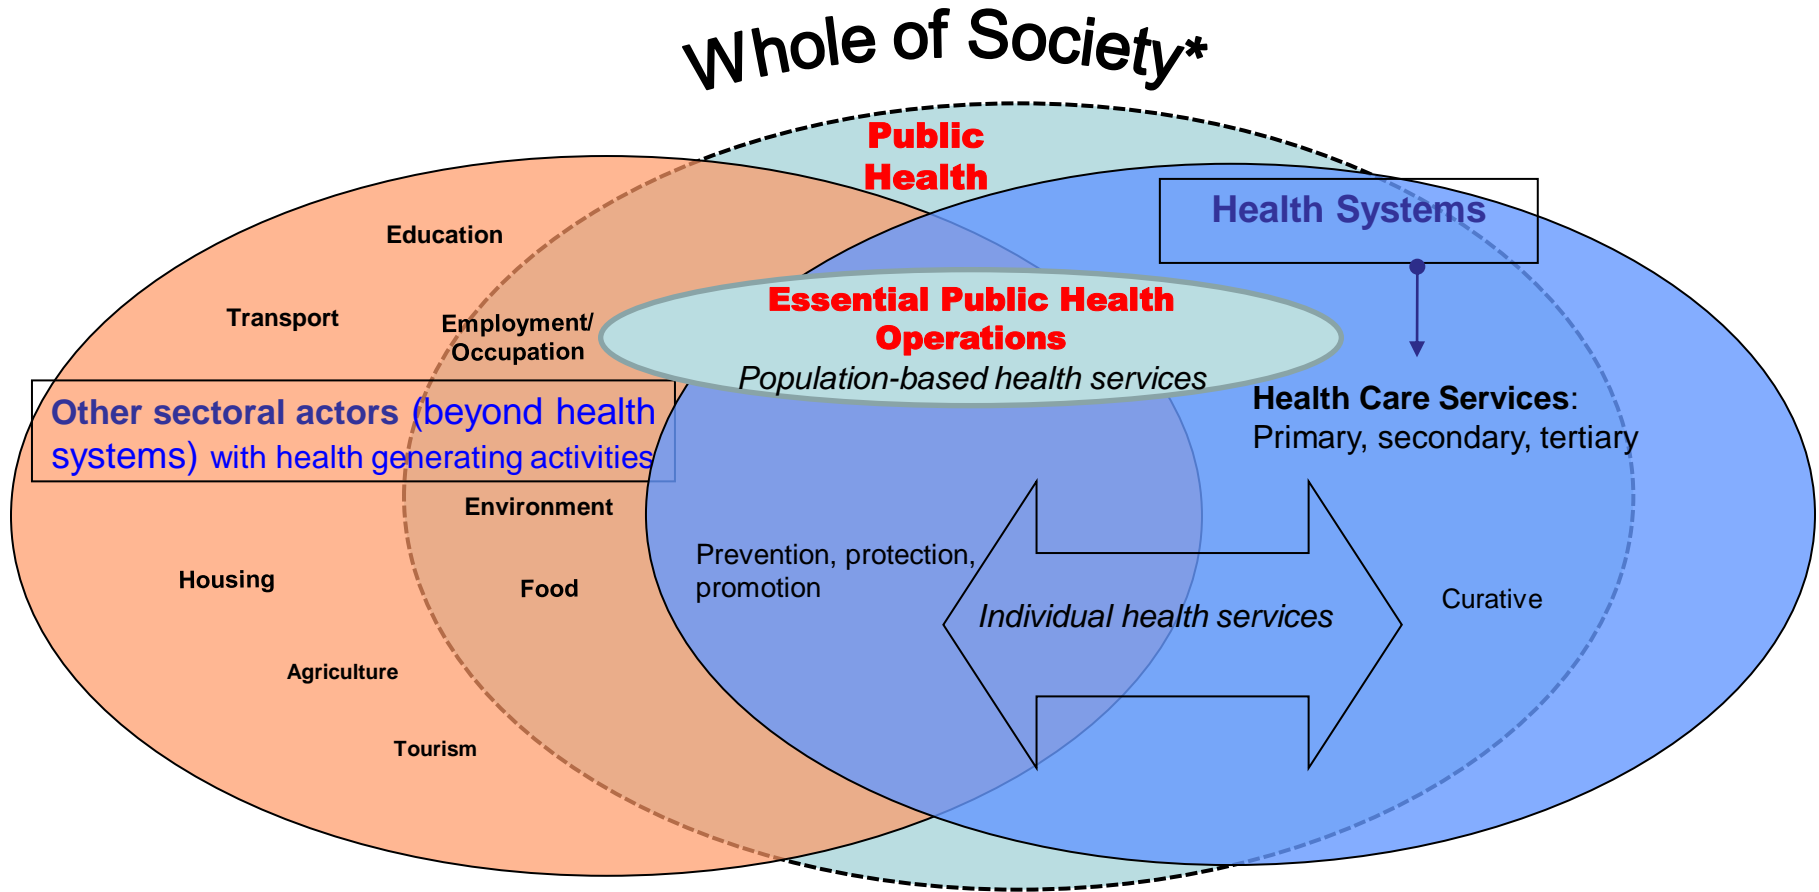 Whole of Society*
Public
Health
Health Systems
Education
Essential Public Health
Operations
Population-based health services
Transport
Employment/
Occupation
Other sectoral actors (beyond health
systems) with health generating activities
Health Care Services:
Primary, secondary, tertiary
Environment
Prevention, protection,
promotion
Housing
Food
Individual health services
Curative
Agriculture
Tourism